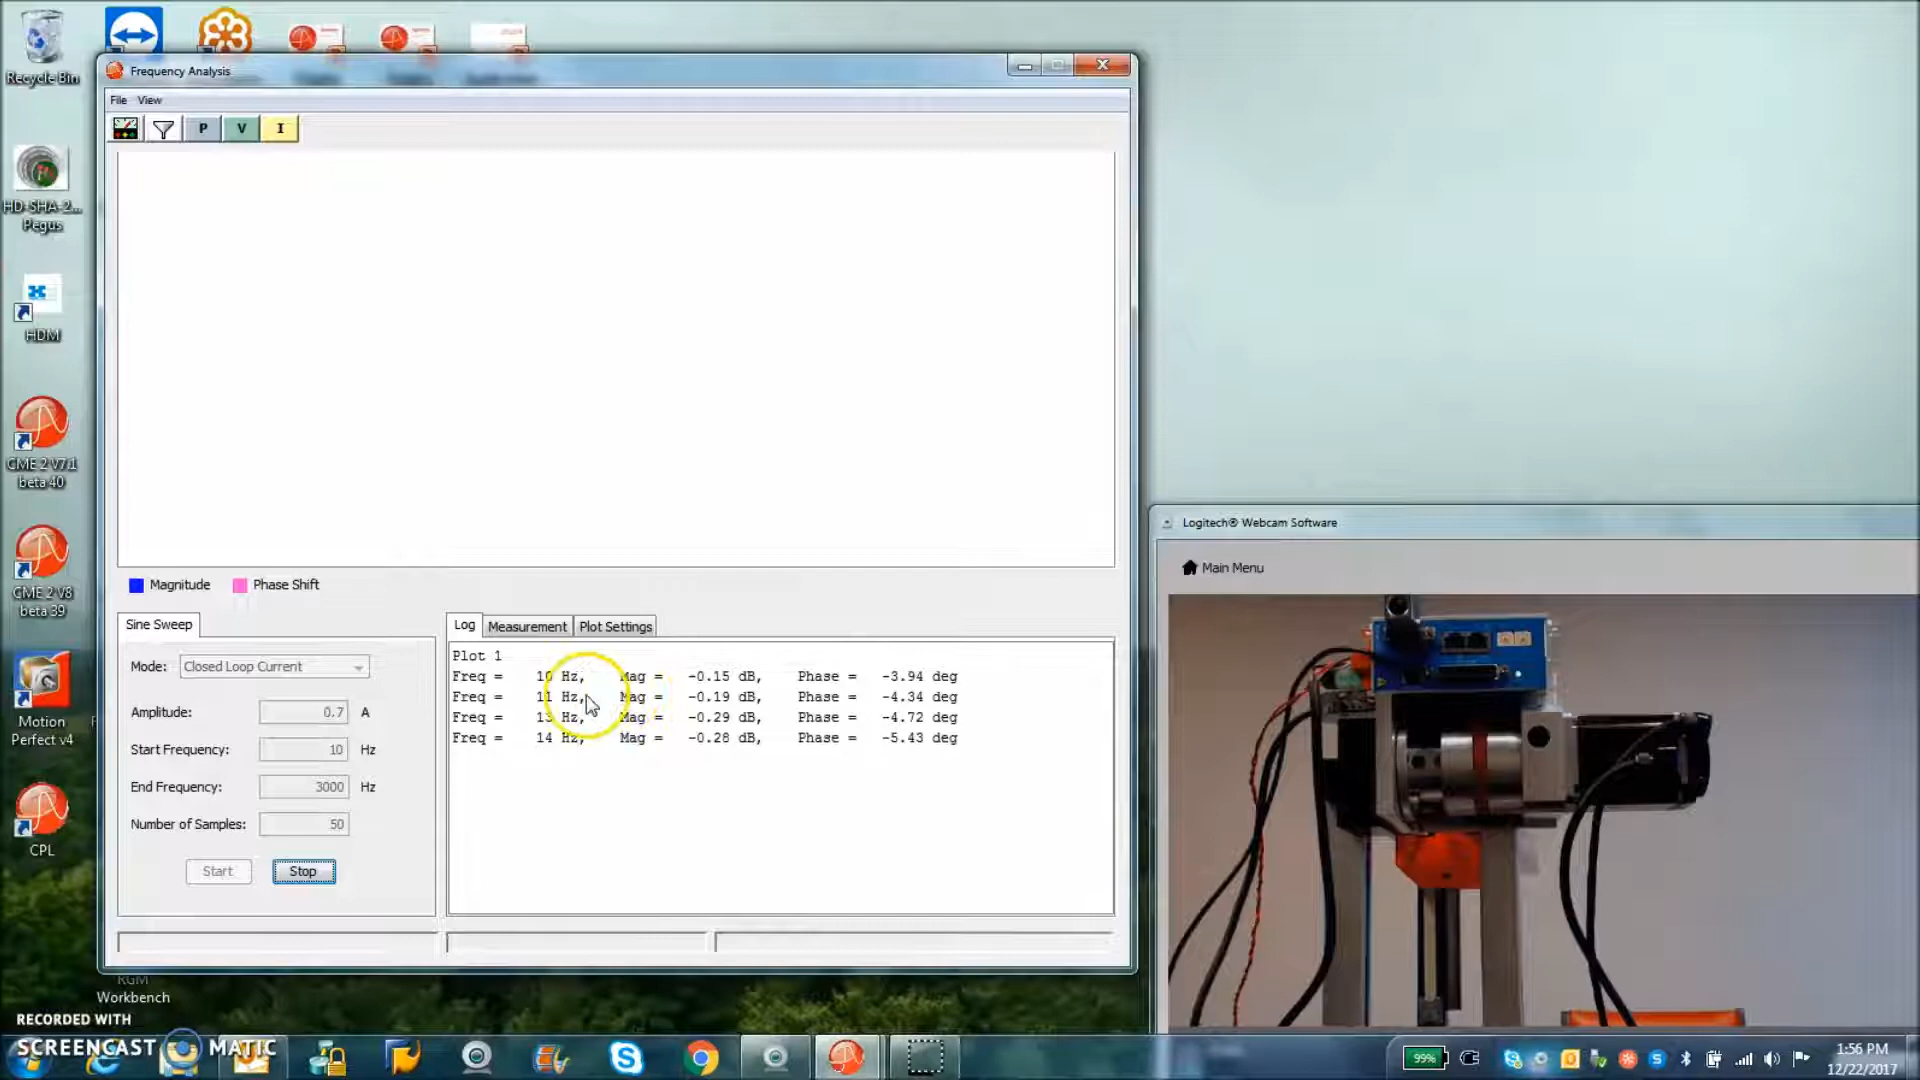 Recycle Bin
HD-SHA-2...
Pegus
HDM
CME 2 V7.1
beta 40
CME 2 V8
beta 39
Motion
Perfect v4
CPL
Workbench
Frequency Analysis
File View
P V I
Magnitude Phase Shift
Sine Sweep
Mode: Closed Loop Current
Amplitude: 0.7 A
Start Frequency: 10 Hz
End Frequency: 3000 Hz
Number of Samples: 50
Start Stop
Log Measurement Plot Settings
Plot 1
Freq = 10 Hz, Mag = -0.15 dB, Phase = -3.94 deg
Freq = 11 Hz, Mag = -0.19 dB, Phase = -4.34 deg
Freq = 13 Hz, Mag = -0.29 dB, Phase = -4.72 deg
Freq = 14 Hz, Mag = -0.28 dB, Phase = -5.43 deg
Logitech® Webcam Software
Main Menu
RECORDED WITH
SCREENCAST MATIC
99%
1:56 PM
12/22/2017